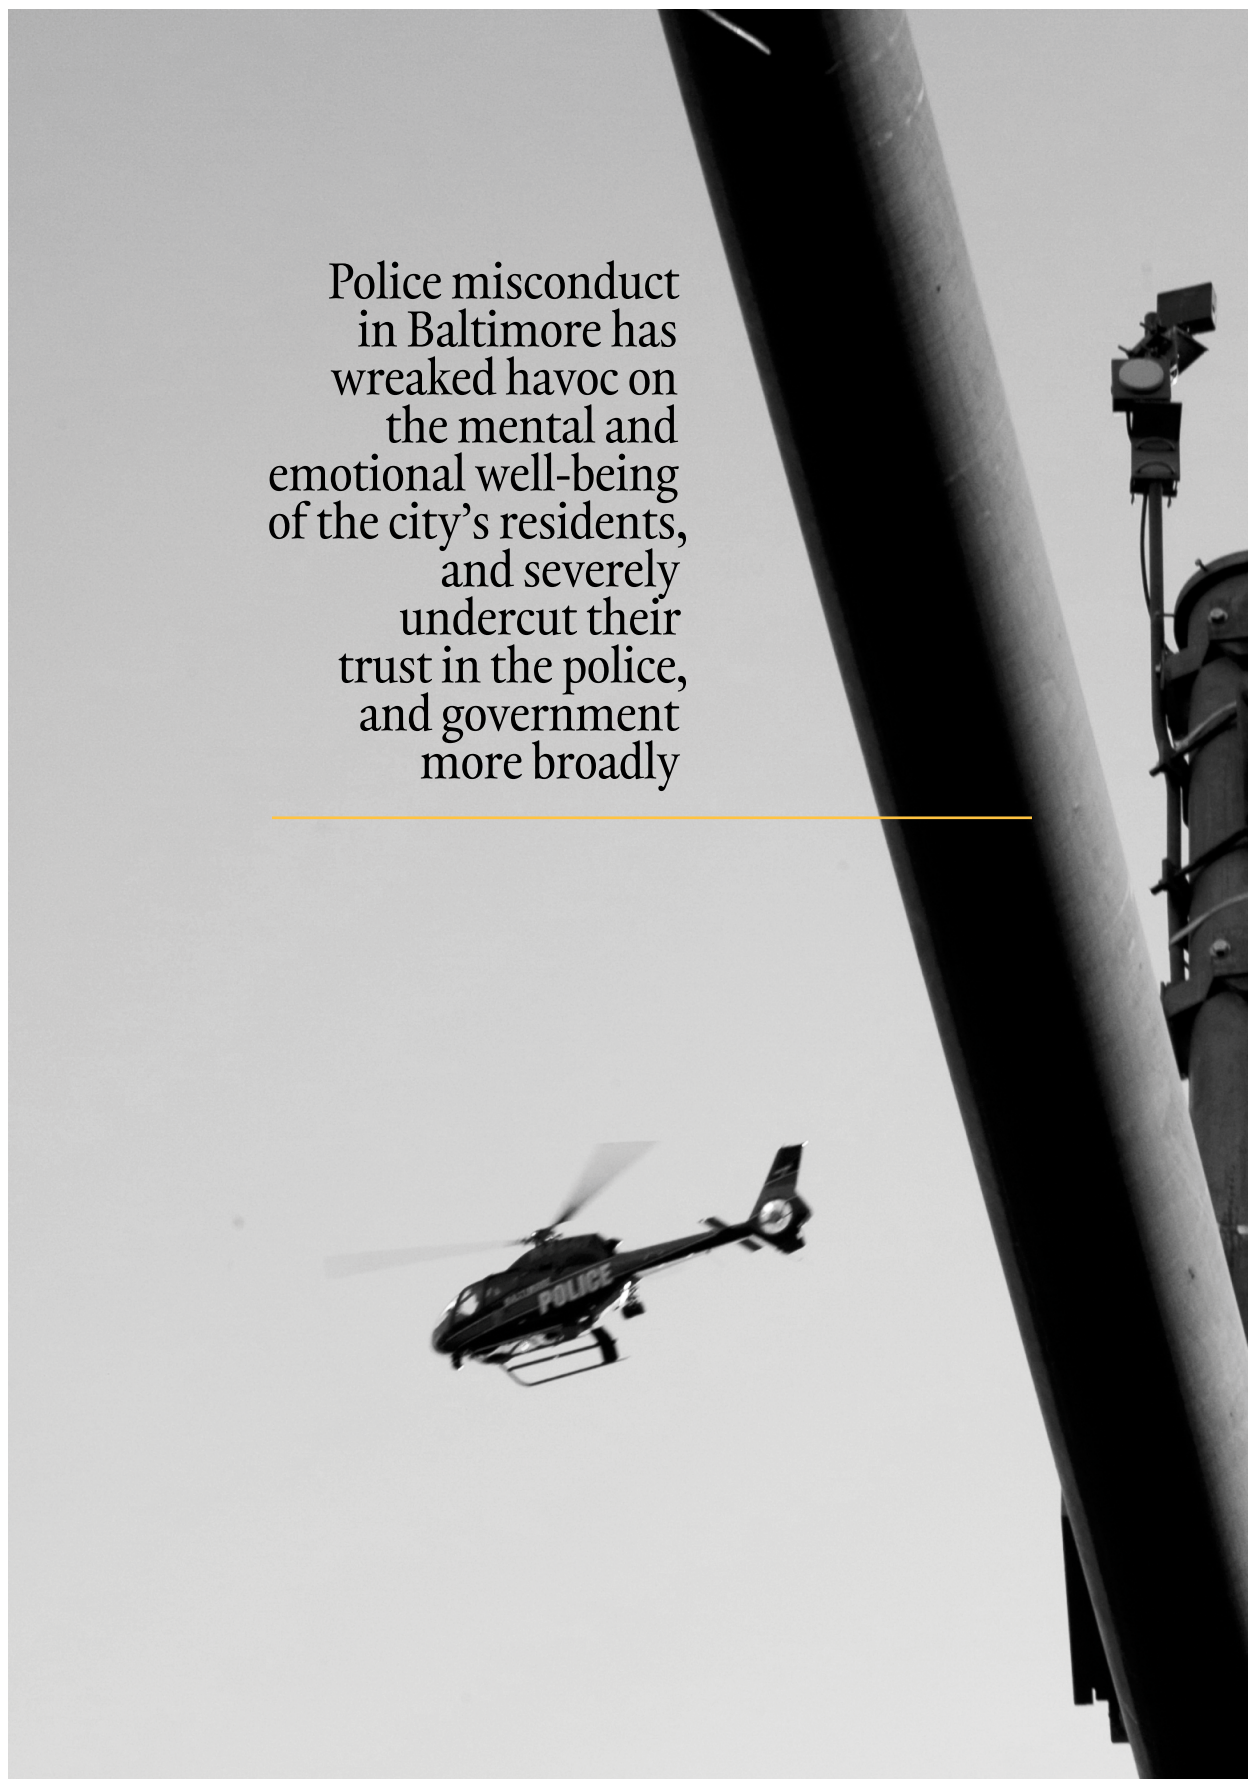 Police misconduct
in Baltimore has
wreaked havoc on
the mental and
emotional well-being
of the city’s residents,
and severely
undercut their
trust in the police,
and government
more broadly
POLICE